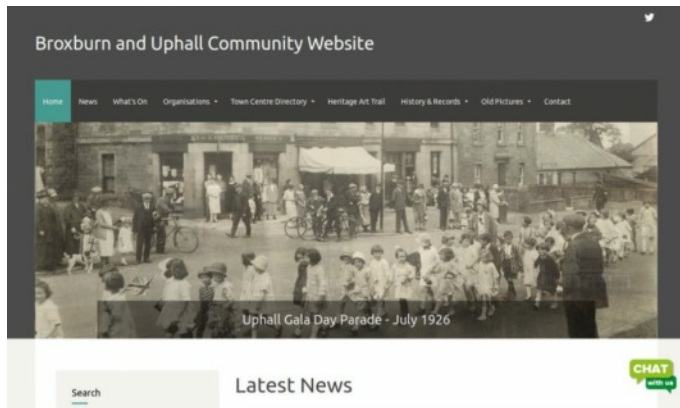 Broxburn and Uphall Community Website
Home News What's On Organisations Town Centre Directory Heritage Art Trail History & Records Old Pictures Contact
Uphall Gala Day Parade - July 1926
Search
Latest News
CHAT
with us